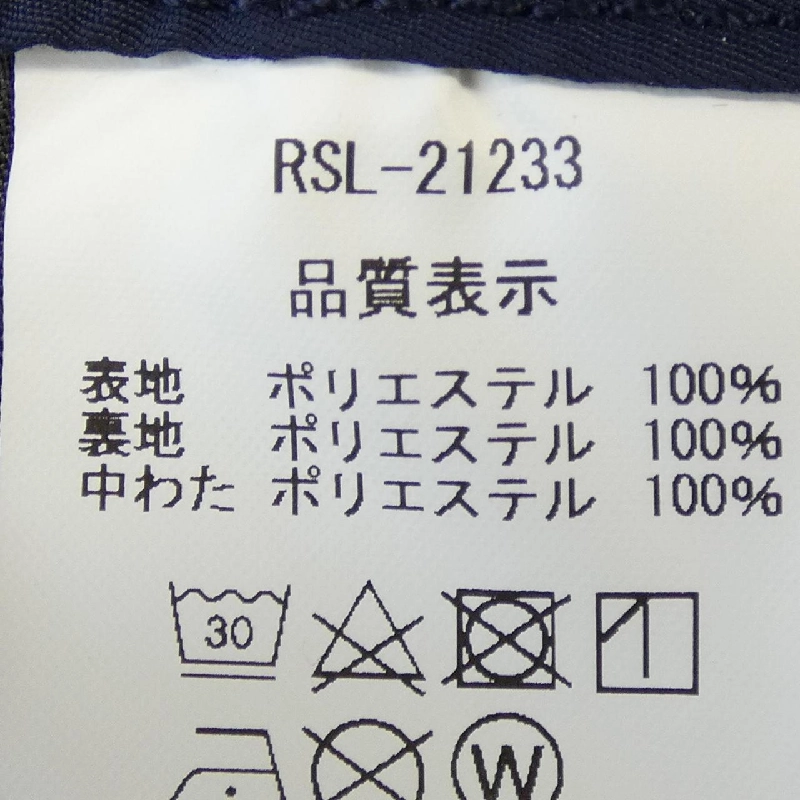 RSL-21233
品質表示
表地 ポリエステル 100%
裏地 ポリエステル 100%
中わた ポリエステル 100%
30
W